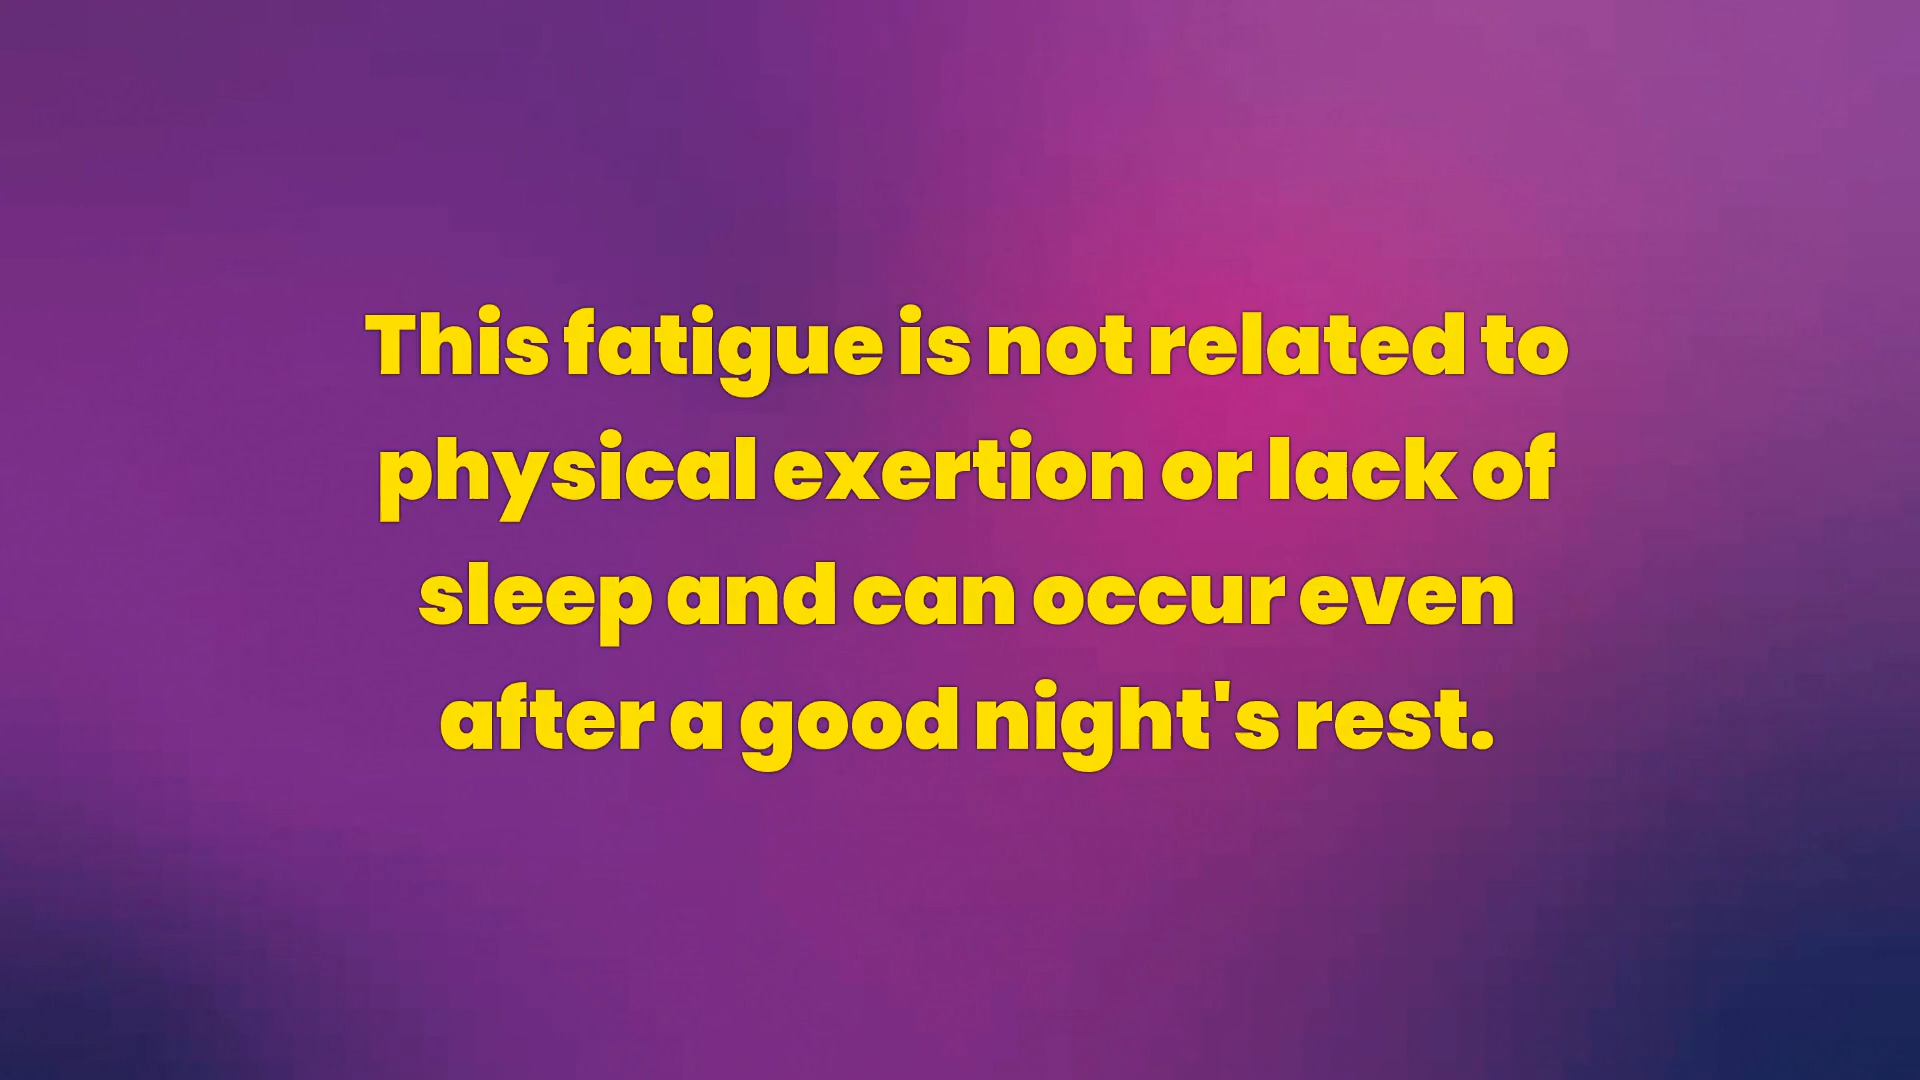 This fatigue is not related to
physical exertion or lack of
sleep and can occur even
after a good night's rest.